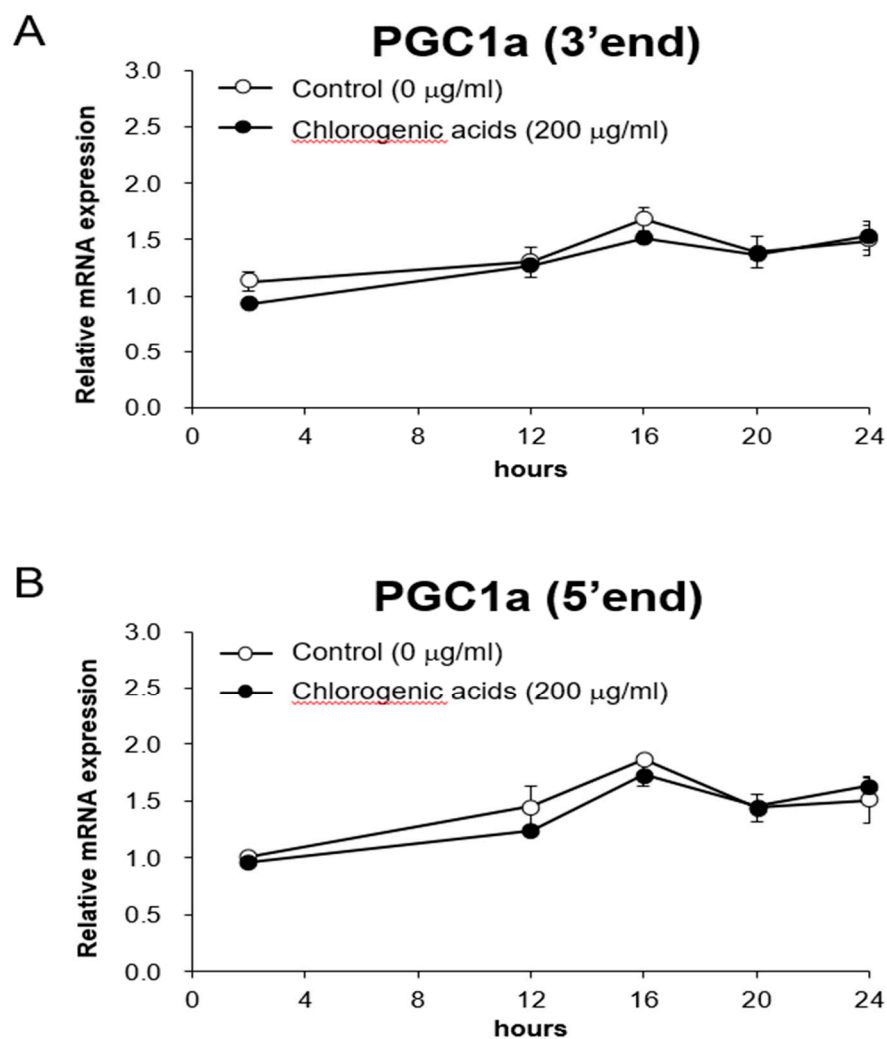 A
PGC1a (3’end)
3.0
Control (0 μg/ml)
2.5
Chlorogenic acids (200 μg/ml)
2.0
1.5
1.0
0.5
0.0
Relative mRNA expression
0 4 8 12 16 20 24
hours
B
PGC1a (5’end)
3.0
Control (0 μg/ml)
2.5
Chlorogenic acids (200 μg/ml)
2.0
1.5
1.0
0.5
0.0
Relative mRNA expression
0 4 8 12 16 20 24
hours